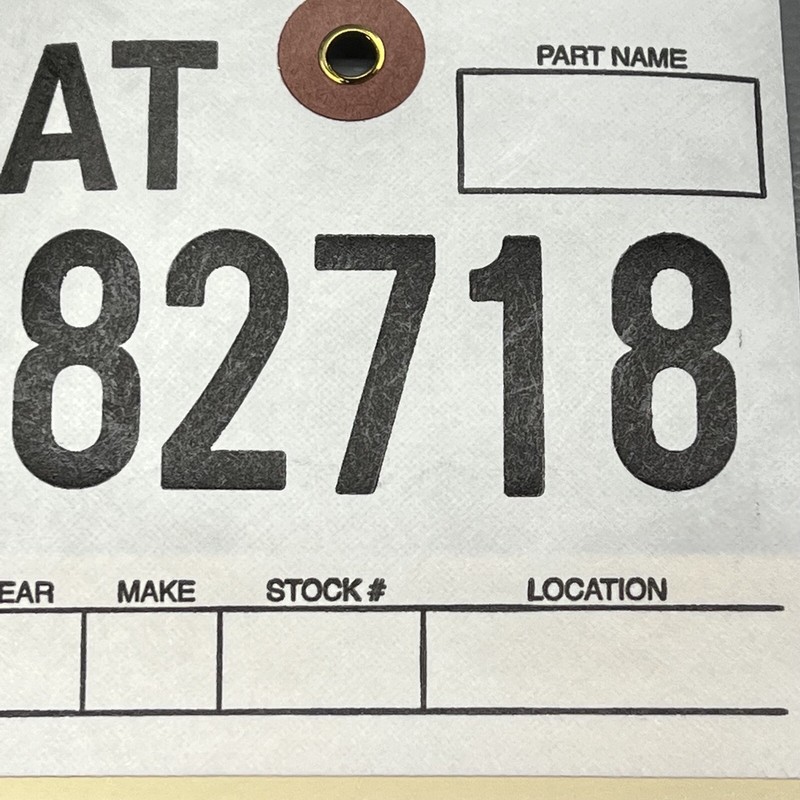 AT
PART NAME
82718
EAR MAKE STOCK # LOCATION